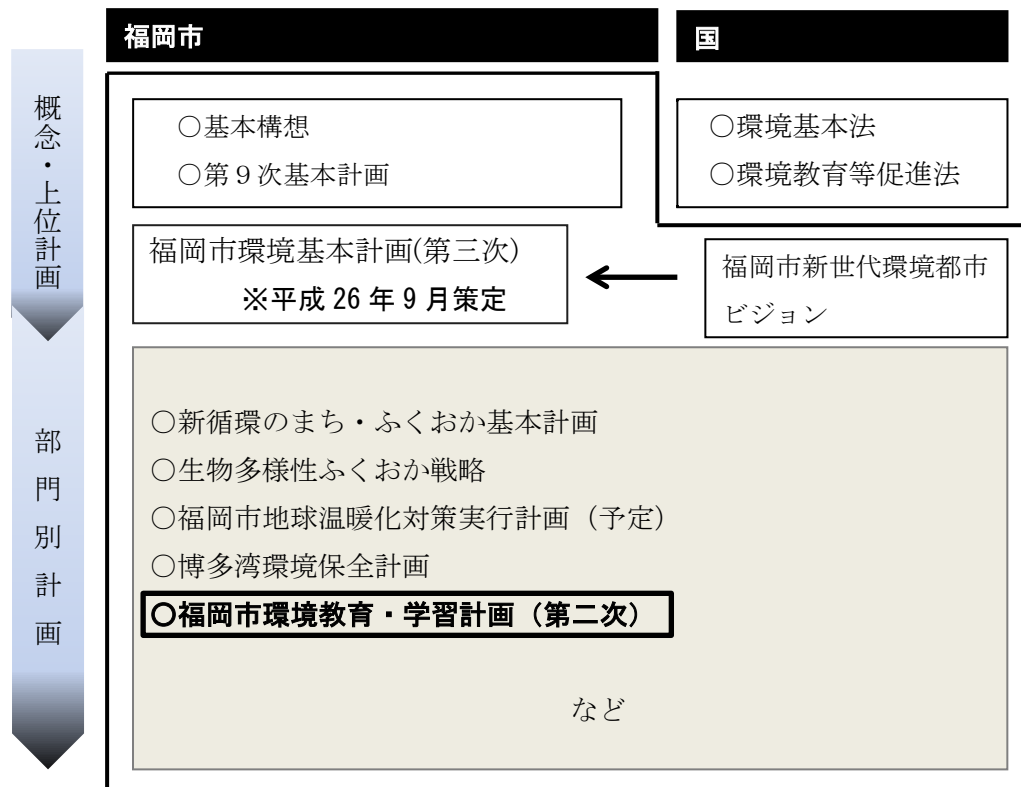 福岡市
国
概念・上位計画
○基本構想
○第９次基本計画
○環境基本法
○環境教育等促進法
福岡市環境基本計画(第三次)
※平成 26 年 9 月策定
福岡市新世代環境都市
ビジョン
部門別計画
○新循環のまち・ふくおか基本計画
○生物多様性ふくおか戦略
○福岡市地球温暖化対策実行計画（予定）
○博多湾環境保全計画
○福岡市環境教育・学習計画（第二次）
など